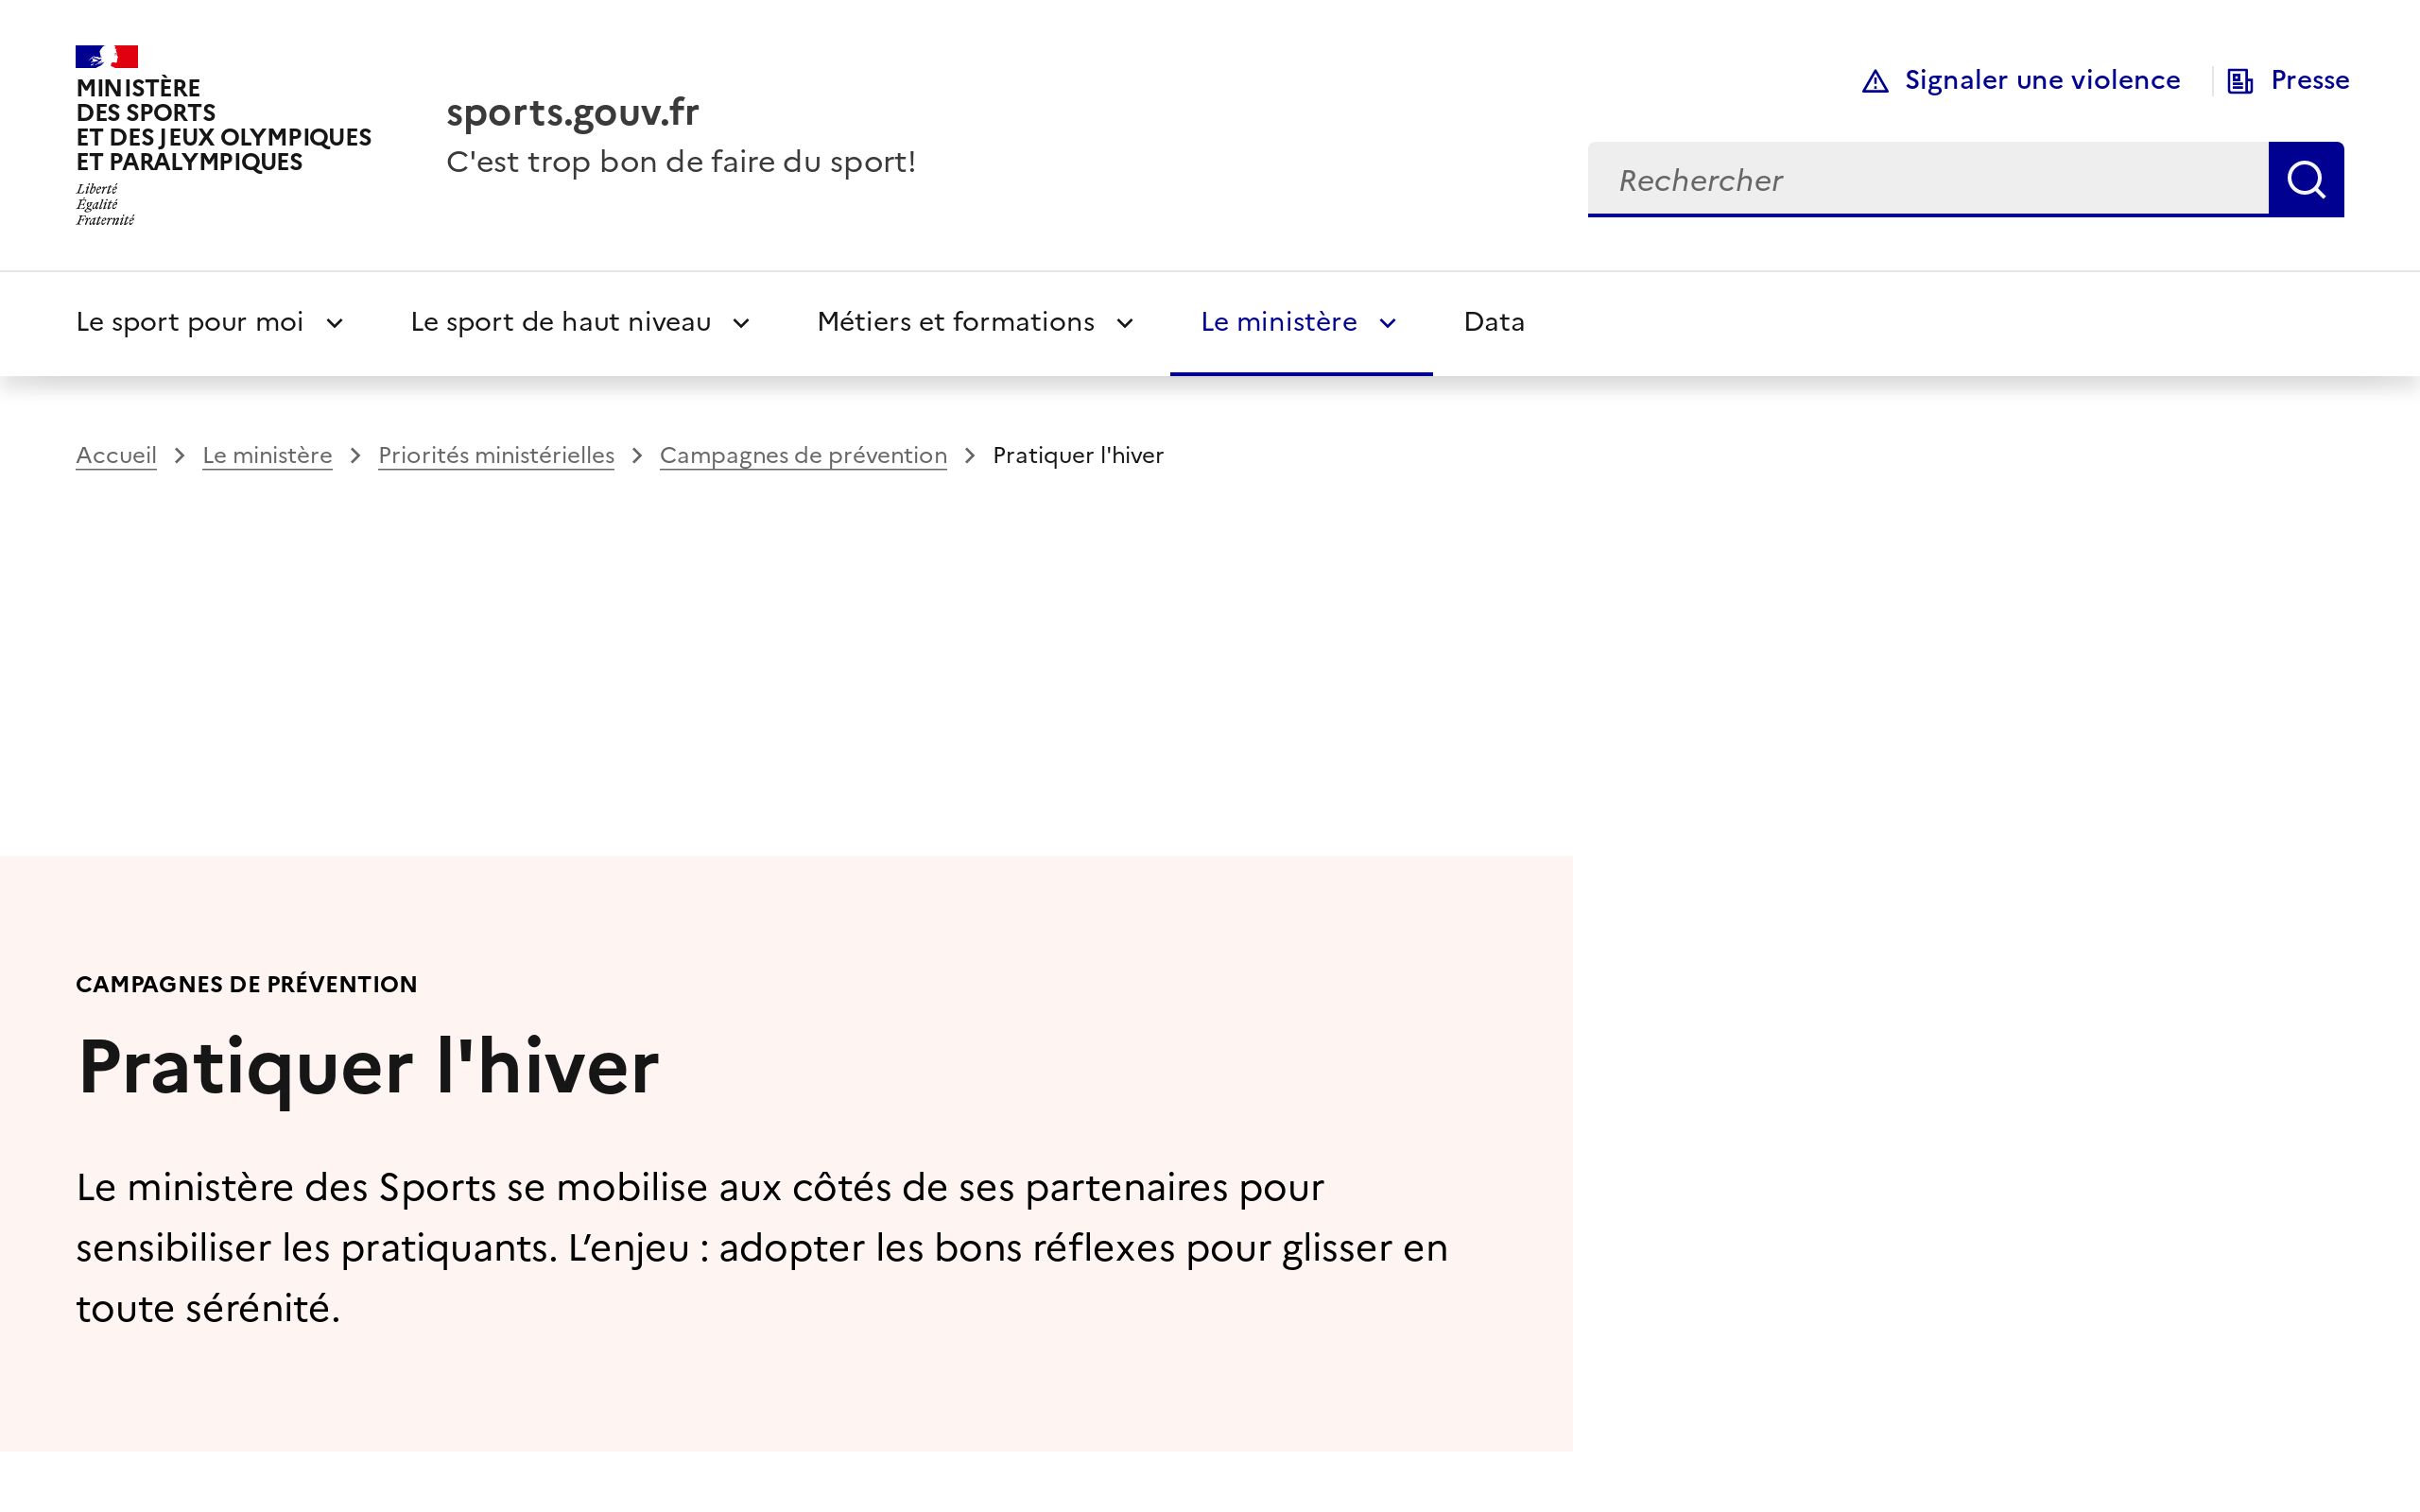 MINISTÈRE
DES SPORTS
ET DES JEUX OLYMPIQUES
ET PARALYMPIQUES
Liberté
Égalité
Fraternité
sports.gouv.fr
C'est trop bon de faire du sport!
Signaler une violence
Presse
Rechercher
Le sport pour moi
Le sport de haut niveau
Métiers et formations
Le ministère
Data
Accueil > Le ministère > Priorités ministérielles > Campagnes de prévention > Pratiquer l'hiver
CAMPAGNES DE PRÉVENTION
Pratiquer l'hiver
Le ministère des Sports se mobilise aux côtés de ses partenaires pour
sensibiliser les pratiquants. L’enjeu : adopter les bons réflexes pour glisser en
toute sérénité.